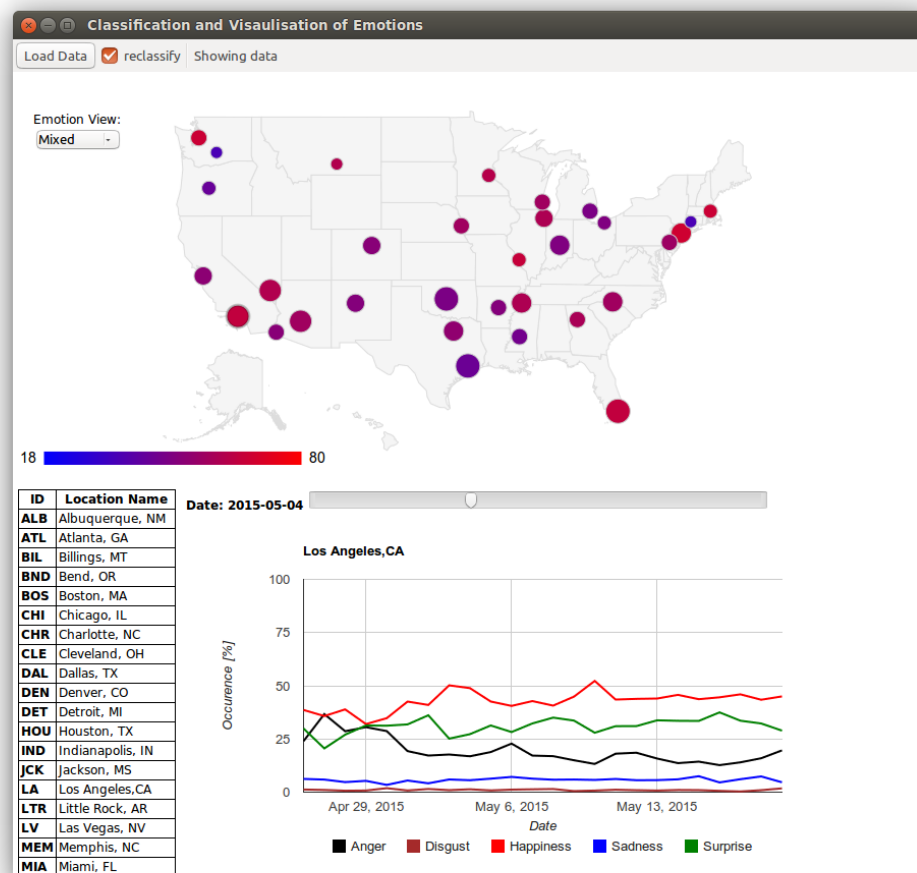 Classification and Visaulisation of Emotions
Load Data reclassify Showing data
Emotion View:
Mixed
18 80
ID Location Name
ALB Albuquerque, NM
ATL Atlanta, GA
BIL Billings, MT
BND Bend, OR
BOS Boston, MA
CHI Chicago, IL
CHR Charlotte, NC
CLE Cleveland, OH
DAL Dallas, TX
DEN Denver, CO
DET Detroit, MI
HOU Houston, TX
IND Indianapolis, IN
JCK Jackson, MS
LA Los Angeles,CA
LTR Little Rock, AR
LV Las Vegas, NV
MEM Memphis, NC
MIA Miami, FL
Date: 2015-05-04
Los Angeles,CA
100
75
50
25
0
Occurence [%]
Apr 29, 2015 May 6, 2015 May 13, 2015
Date
Anger Disgust Happiness Sadness Surprise